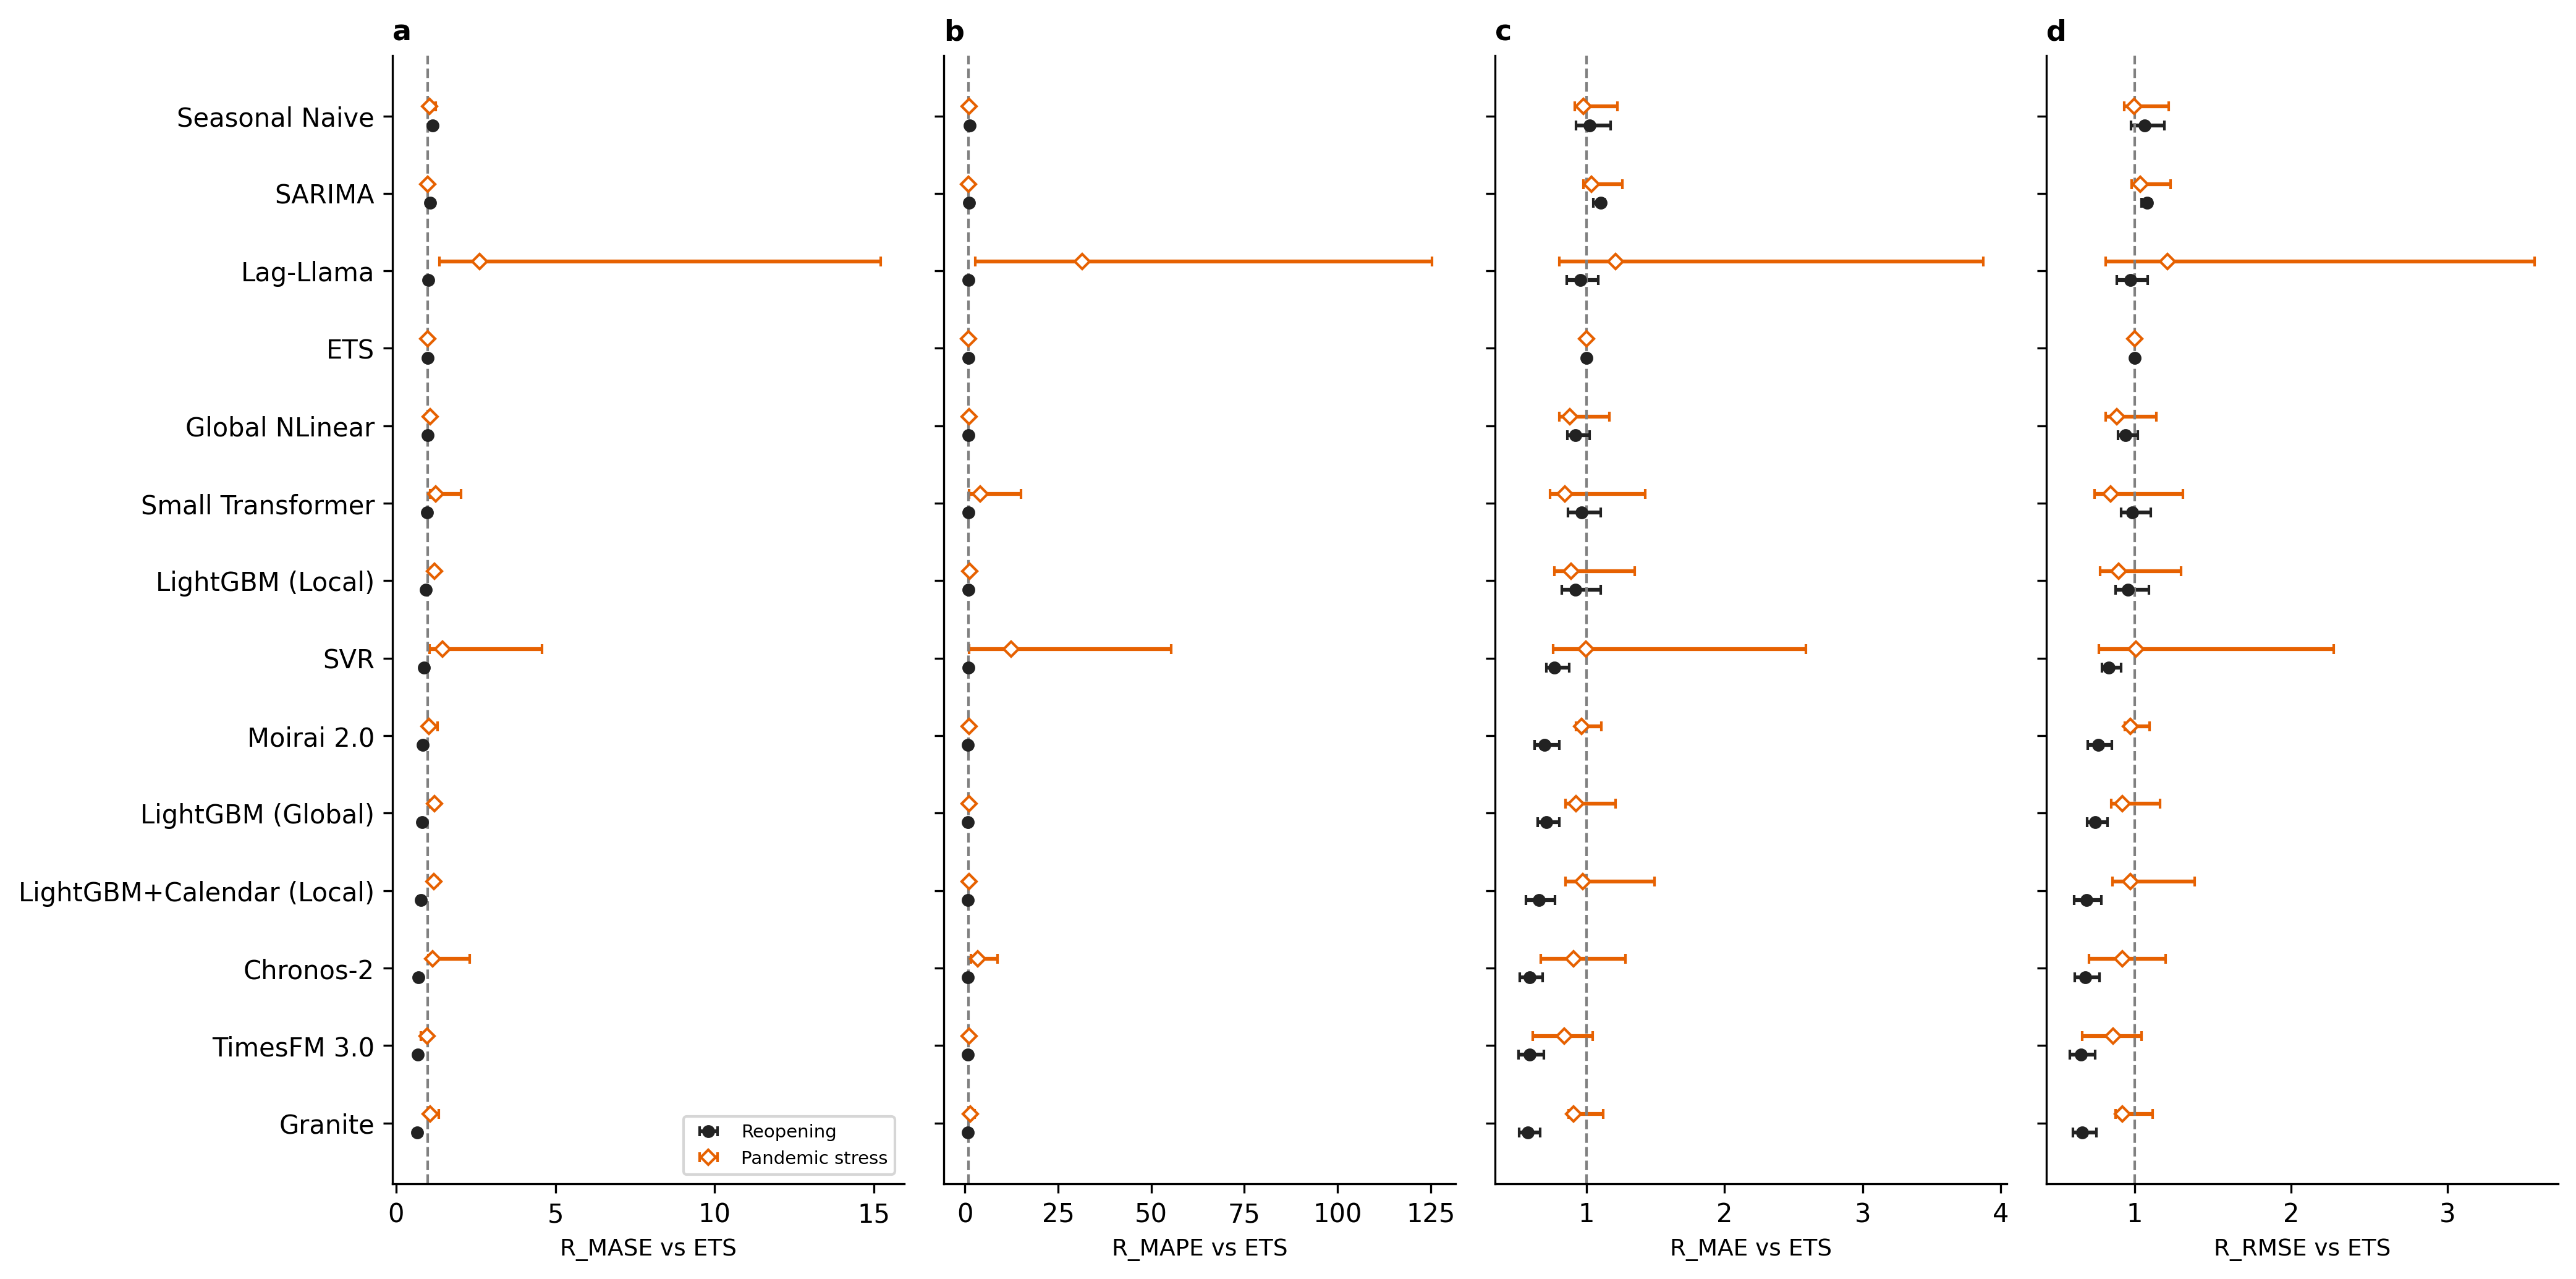 a
b
c
d
Seasonal Naive
SARIMA
Lag-Llama
ETS
Global NLinear
Small Transformer
LightGBM (Local)
SVR
Moirai 2.0
LightGBM (Global)
LightGBM+Calendar (Local)
Chronos-2
TimesFM 3.0
Granite
Reopening
Pandemic stress
0 5 10 15
0 25 50 75 100 125
1 2 3 4
1 2 3
R_MASE vs ETS
R_MAPE vs ETS
R_MAE vs ETS
R_RMSE vs ETS